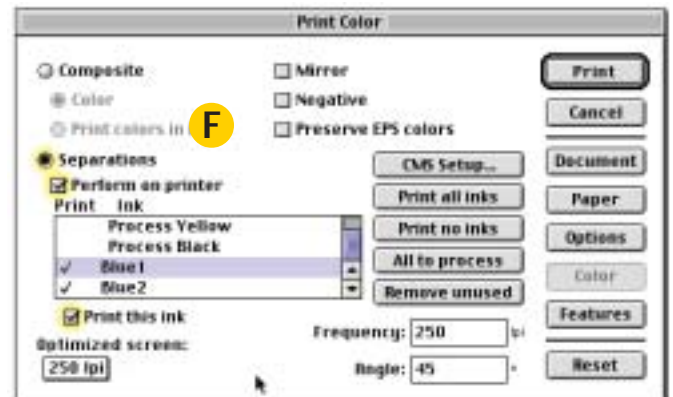 Print Color
Composite
Color
Print colors in
F
Separations
Perform on printer
Print Ink
Process Yellow
Process Black
✓ Blue1
✓ Blue2
Print this ink
Optimized screen:
250 lpi
Mirror
Negative
Preserve EPS colors
CMS Setup...
Print all inks
Print no inks
All to process
Remove unused
Frequency: 250 lpi
Angle: 45 °
Print
Cancel
Document
Paper
Options
Color
Features
Reset